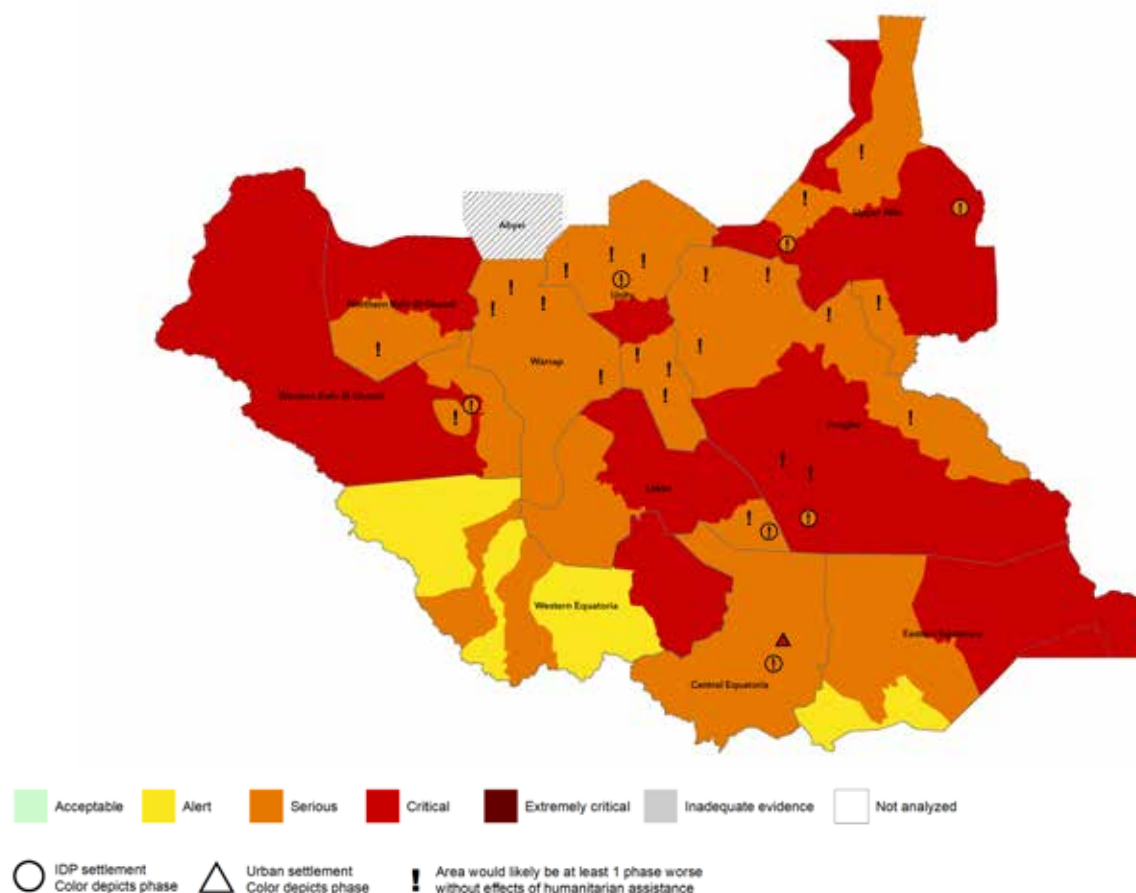 Abyei
Upper Nile
Unity
Northern Bahr El Ghazal
Warrap
Western Bahr El Ghazal
Jonglei
Lakes
Western Equatoria
Eastern Equatoria
Central Equatoria
Acceptable
Alert
Serious
Critical
Extremely critical
Inadequate evidence
Not analyzed
IDP settlement
Color depicts phase
Urban settlement
Color depicts phase
! Area would likely be at least 1 phase worse
without effects of humanitarian assistance